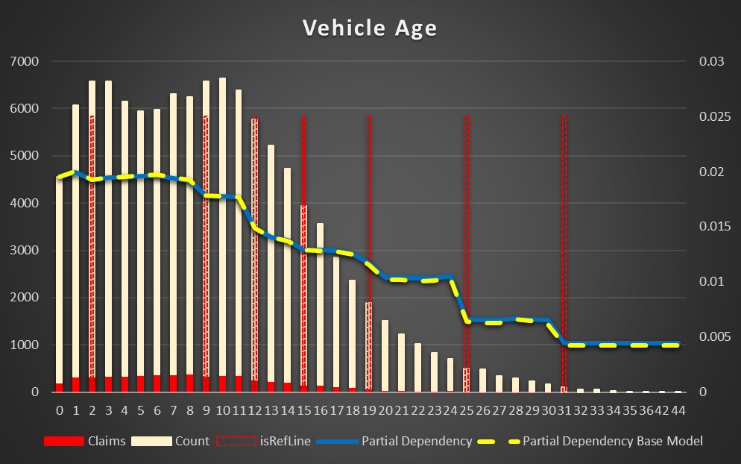 Vehicle Age
7000 0.03
6000 0.025
5000 0.02
4000 0.015
3000 0.01
2000 0.005
1000 0
0
0 1 2 3 4 5 6 7 8 9 10 11 12 13 14 15 16 17 18 19 20 21 22 23 24 25 26 27 28 29 30 31 32 33 34 35 36 42 44
Claims Count isRefLine Partial Dependency Partial Dependency Base Model